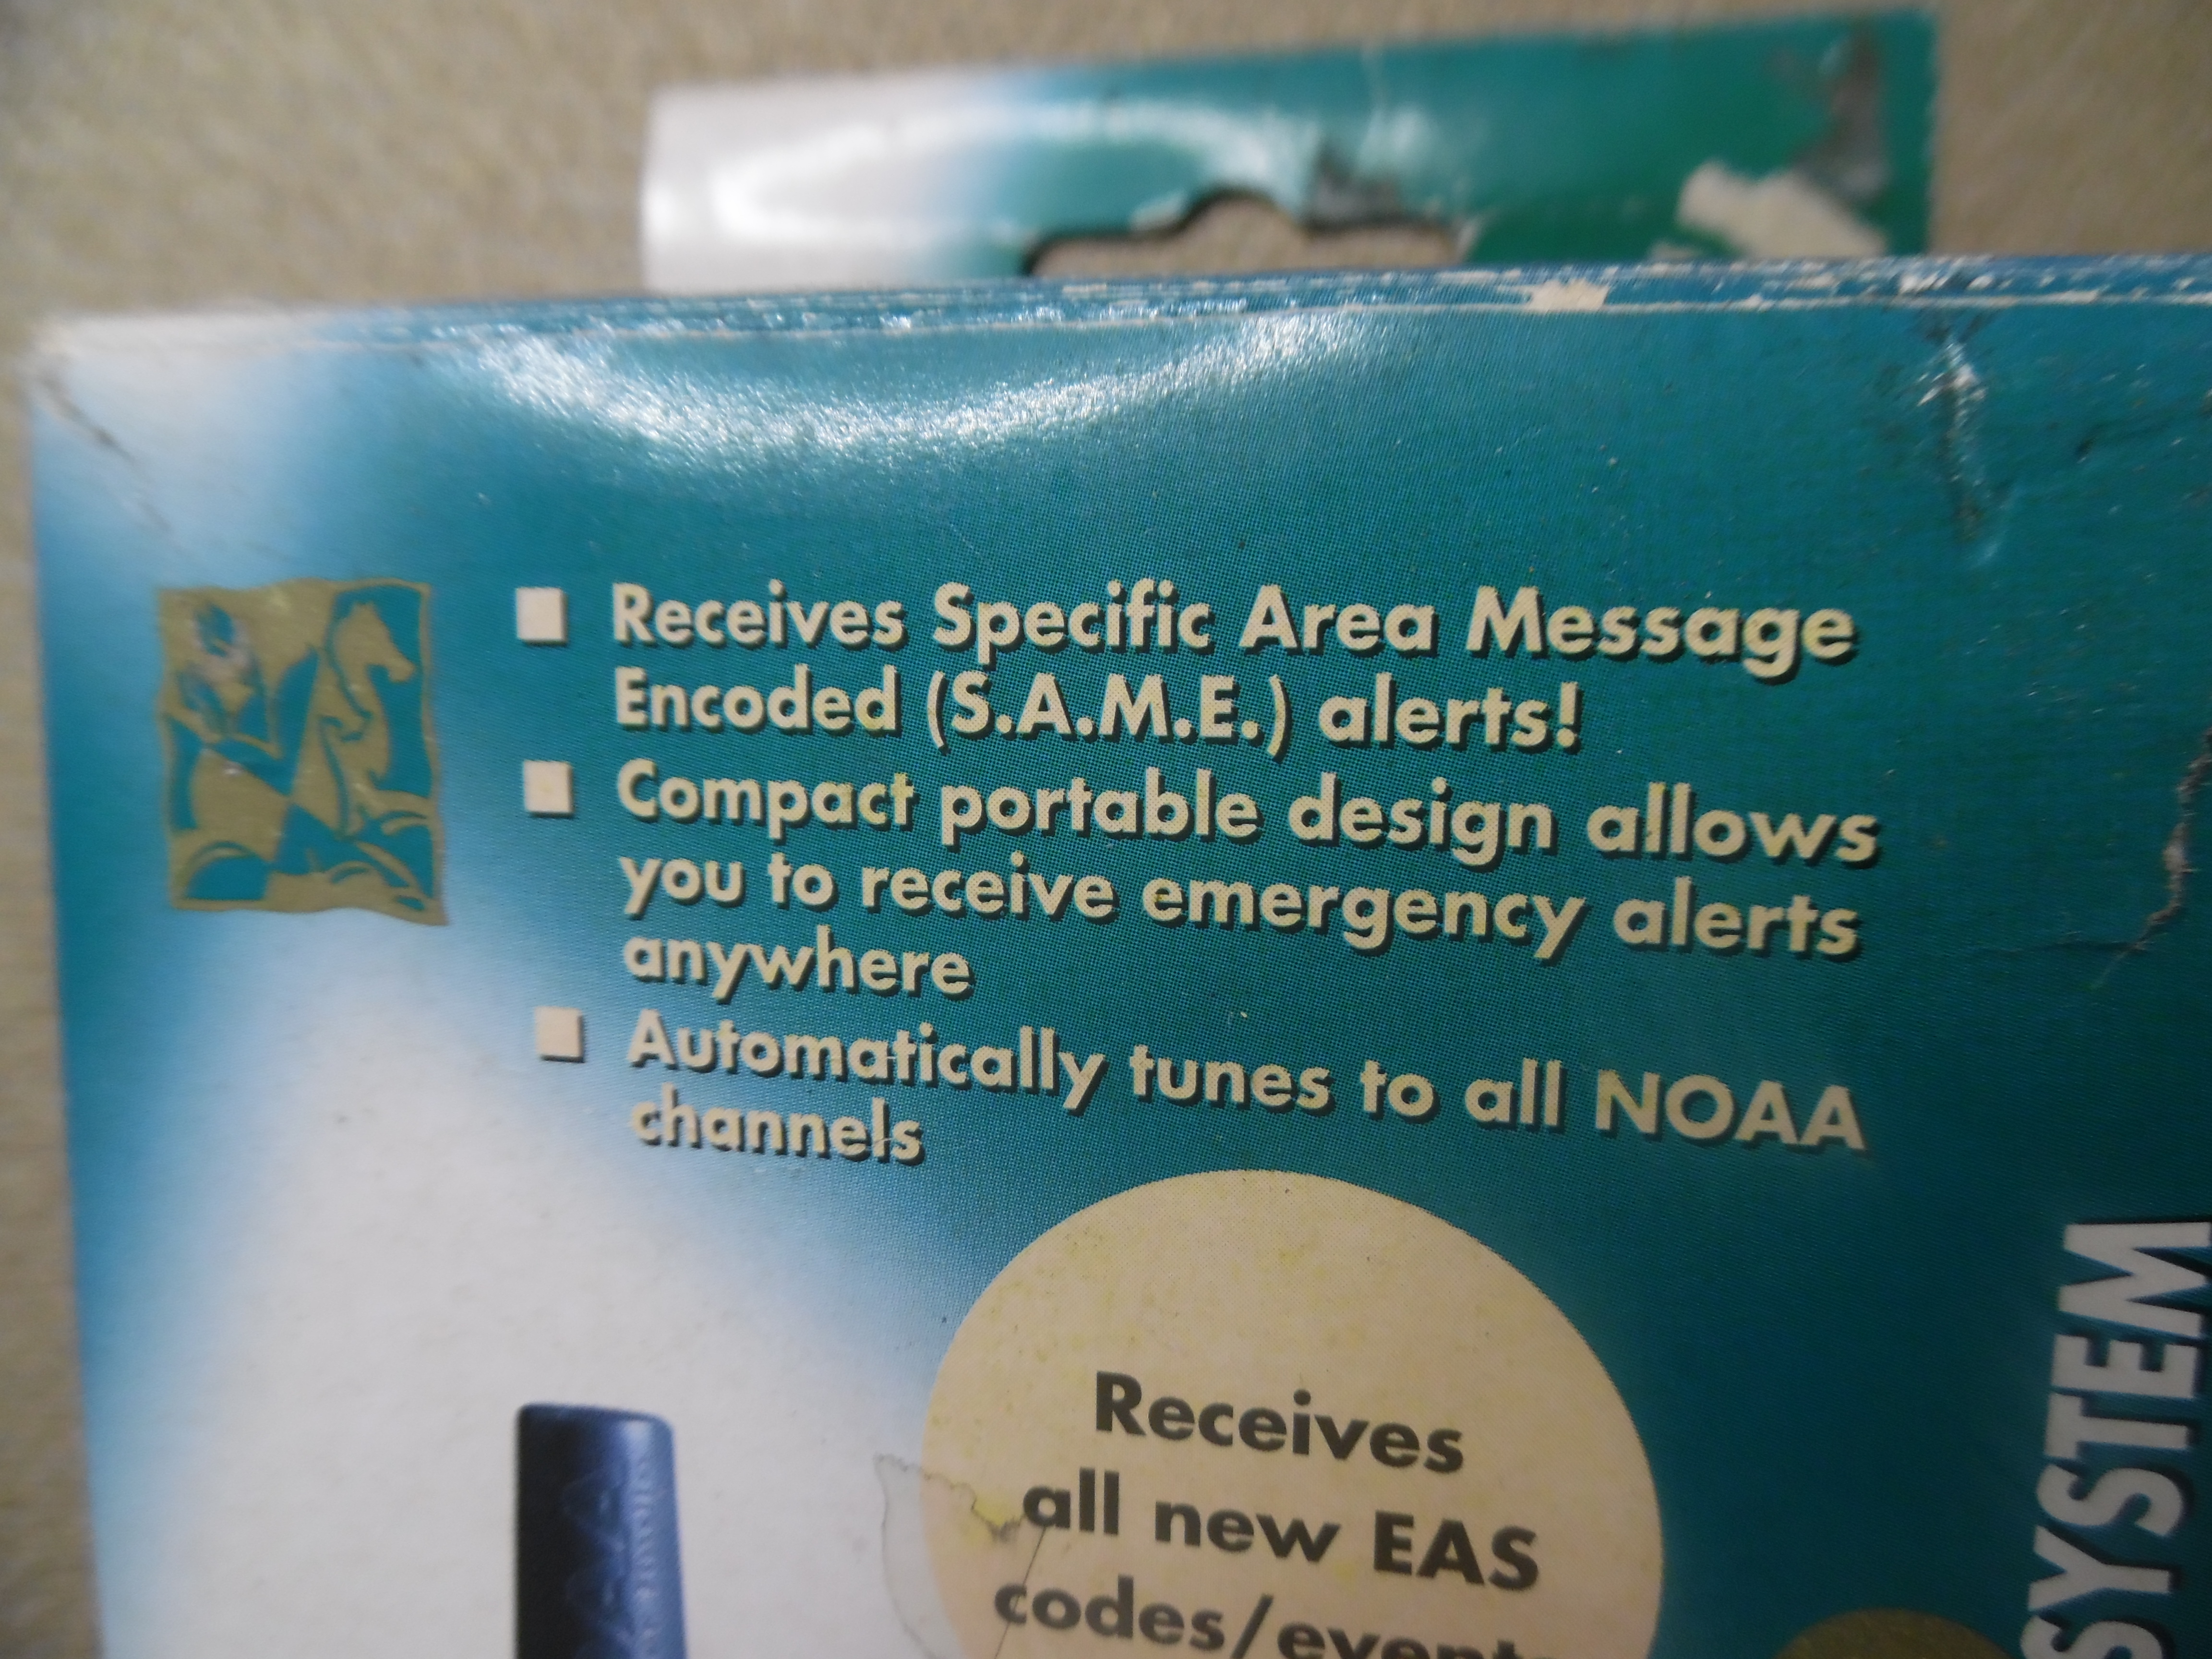 ■ Receives Specific Area Message
Encoded (S.A.M.E.) alerts!
■ Compact portable design allows
you to receive emergency alerts
anywhere
■ Automatically tunes to all NOAA
channels
Receives
all new EAS
SYSTEM